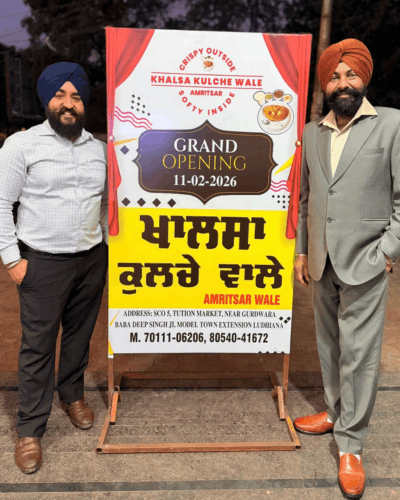 CRISPY OUTSIDE
KHALSA KULCHE WALE
AMRITSAR
SOFTY INSIDE
GRAND
OPENING
11-02-2026
ਖਾਲਸਾ
ਕੁਲਚੇ ਵਾਲੇ
AMRITSAR WALE
ADDRESS: SCO 5, TUTION MARKET, NEAR GURDWARA
BABA DEEP SINGH JI, MODEL TOWN EXTENSION LUDHIANA
M. 70111-06206, 80540-41672